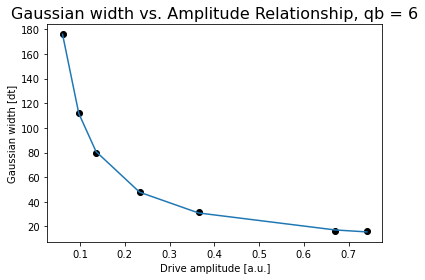 Gaussian width vs. Amplitude Relationship, qb = 6
180
160
140
120
100
80
60
40
20
Gaussian width [dt]
0.1 0.2 0.3 0.4 0.5 0.6 0.7
Drive amplitude [a.u.]